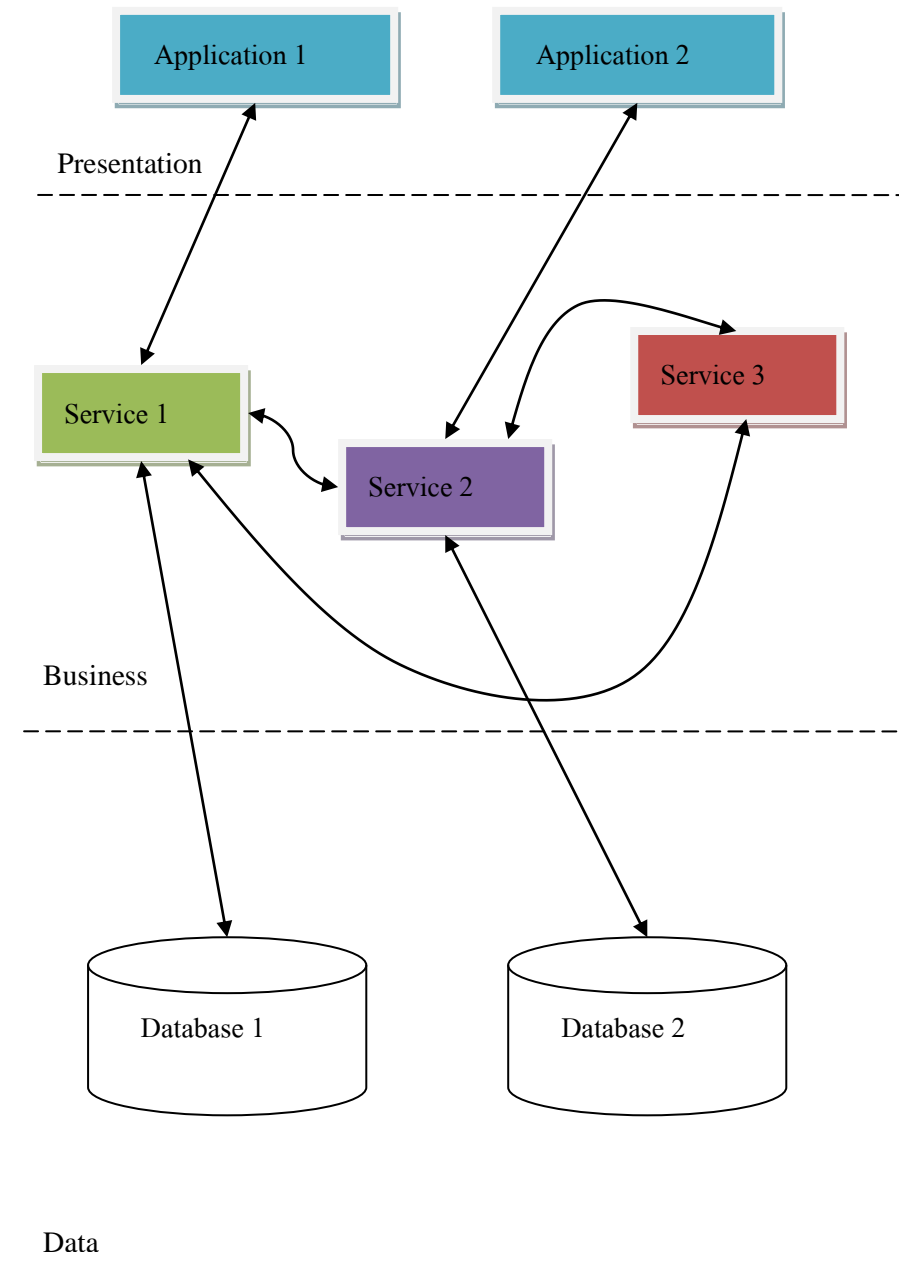 Application 1
Application 2
Presentation
Service 3
Service 1
Service 2
Business
Database 1
Database 2
Data